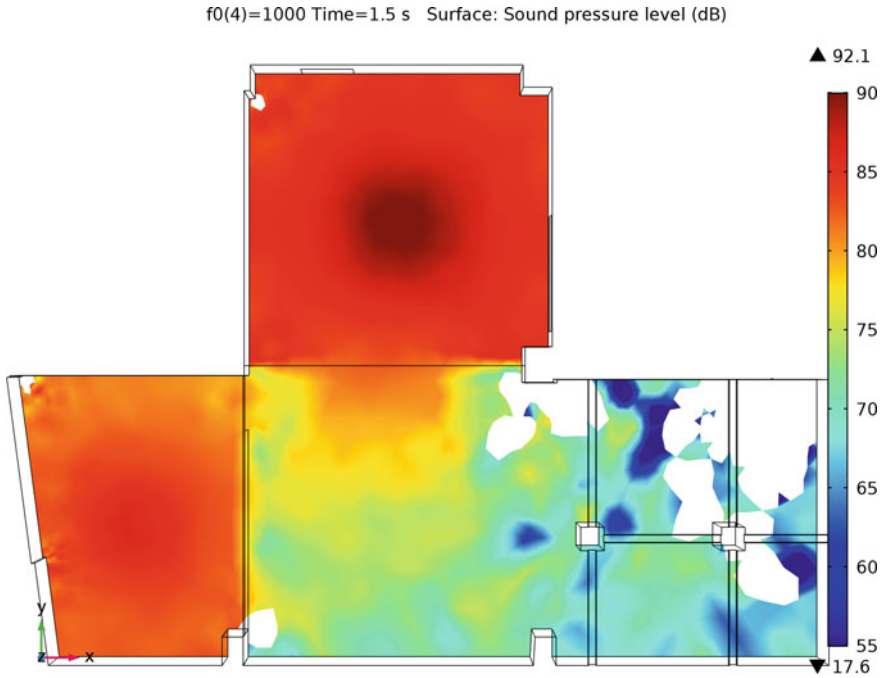 f0(4)=1000 Time=1.5 s   Surface: Sound pressure level (dB)
▲ 92.1
90
85
80
75
70
65
60
55
▼ 17.6
y
z
x